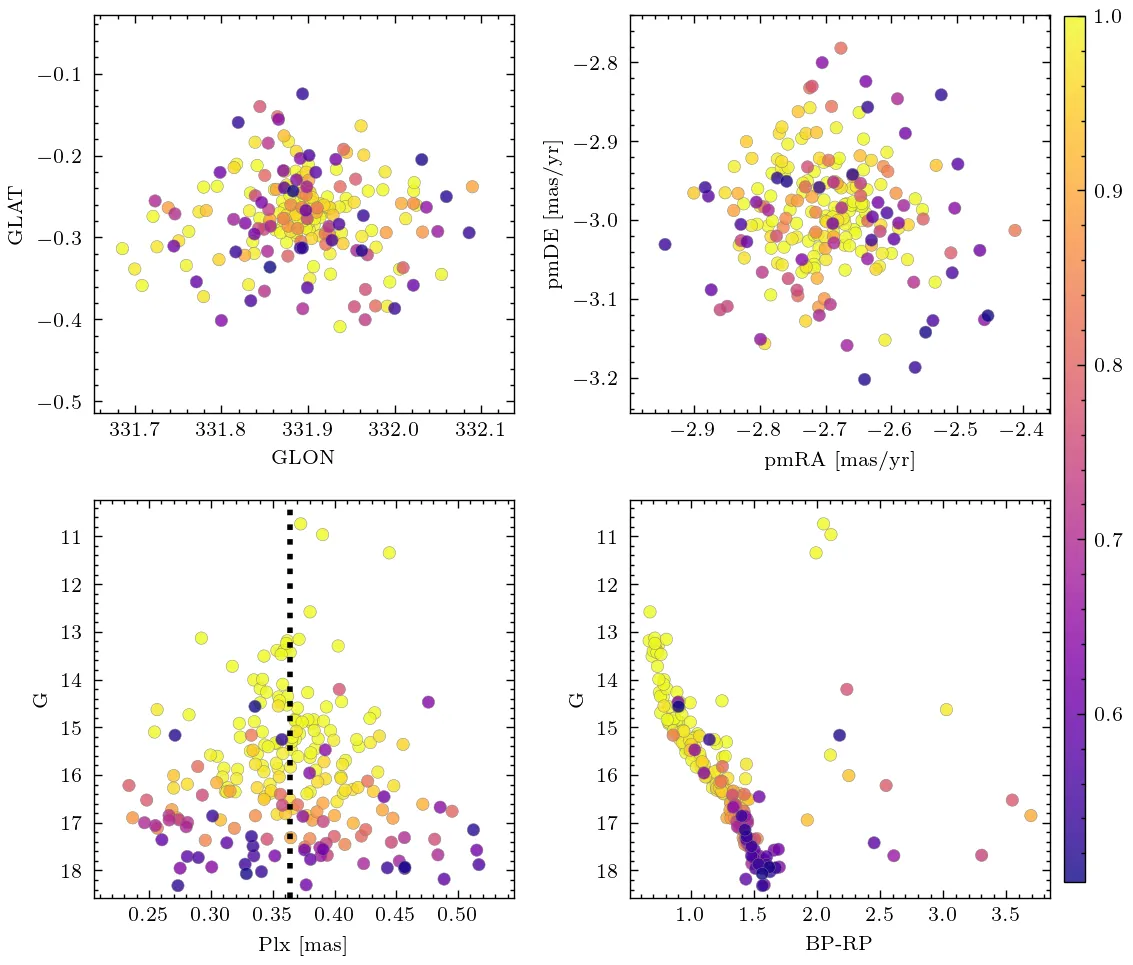 −0.1
−0.2
−0.3
−0.4
−0.5
GLAT
331.7 331.8 331.9 332.0 332.1
GLON
−2.8
−2.9
−3.0
−3.1
−3.2
pmDE [mas/yr]
−2.9 −2.8 −2.7 −2.6 −2.5 −2.4
pmRA [mas/yr]
1.0
0.9
0.8
0.7
0.6
11
12
13
14
15
16
17
18
G
0.25 0.30 0.35 0.40 0.45 0.50
Plx [mas]
11
12
13
14
15
16
17
18
G
1.0 1.5 2.0 2.5 3.0 3.5
BP-RP